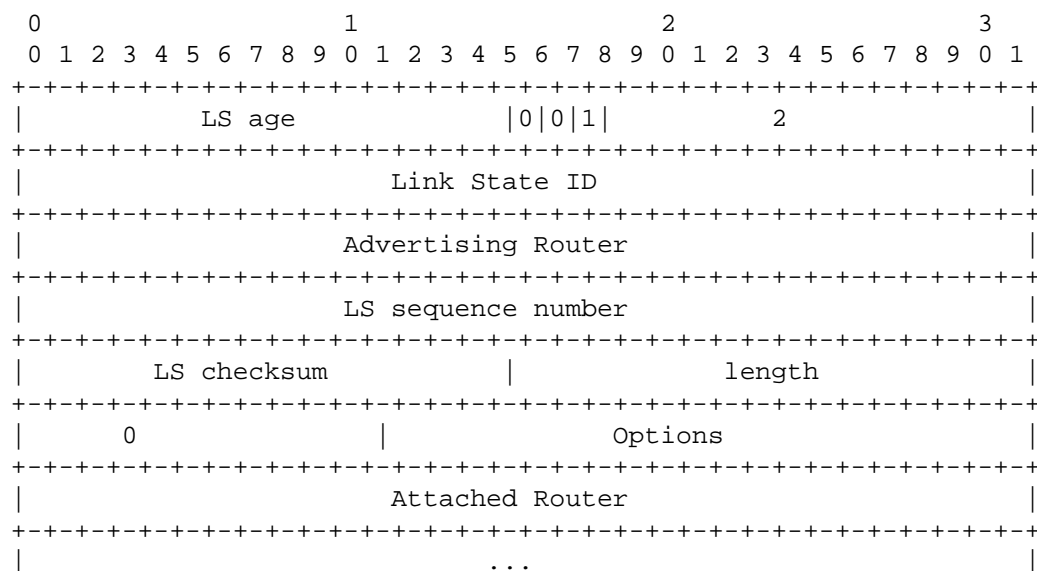 0                   1                   2                   3
 0 1 2 3 4 5 6 7 8 9 0 1 2 3 4 5 6 7 8 9 0 1 2 3 4 5 6 7 8 9 0 1
+-+-+-+-+-+-+-+-+-+-+-+-+-+-+-+-+-+-+-+-+-+-+-+-+-+-+-+-+-+-+-+-+
|           LS age              |0|0|1|          2              |
+-+-+-+-+-+-+-+-+-+-+-+-+-+-+-+-+-+-+-+-+-+-+-+-+-+-+-+-+-+-+-+-+
|                       Link State ID                           |
+-+-+-+-+-+-+-+-+-+-+-+-+-+-+-+-+-+-+-+-+-+-+-+-+-+-+-+-+-+-+-+-+
|                    Advertising Router                         |
+-+-+-+-+-+-+-+-+-+-+-+-+-+-+-+-+-+-+-+-+-+-+-+-+-+-+-+-+-+-+-+-+
|                    LS sequence number                         |
+-+-+-+-+-+-+-+-+-+-+-+-+-+-+-+-+-+-+-+-+-+-+-+-+-+-+-+-+-+-+-+-+
|        LS checksum            |             length            |
+-+-+-+-+-+-+-+-+-+-+-+-+-+-+-+-+-+-+-+-+-+-+-+-+-+-+-+-+-+-+-+-+
|      0                |              Options                  |
+-+-+-+-+-+-+-+-+-+-+-+-+-+-+-+-+-+-+-+-+-+-+-+-+-+-+-+-+-+-+-+-+
|                       Attached Router                         |
+-+-+-+-+-+-+-+-+-+-+-+-+-+-+-+-+-+-+-+-+-+-+-+-+-+-+-+-+-+-+-+-+
|                             ...                               |